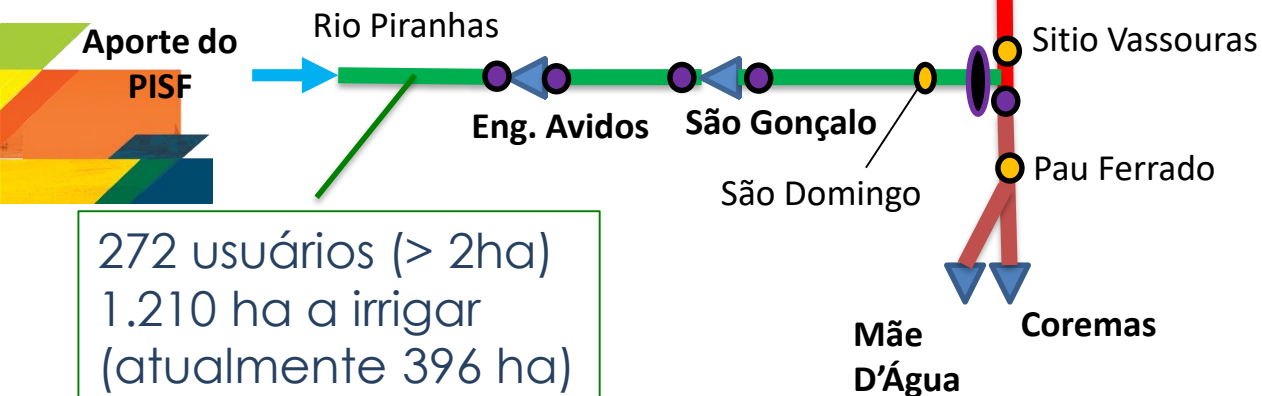 Aporte do
PISF
Rio Piranhas
Sitio Vassouras
Eng. Avidos
São Gonçalo
São Domingo
Pau Ferrado
272 usuários (> 2ha)
1.210 ha a irrigar
(atualmente 396 ha)
Mãe
D'Água
Coremas